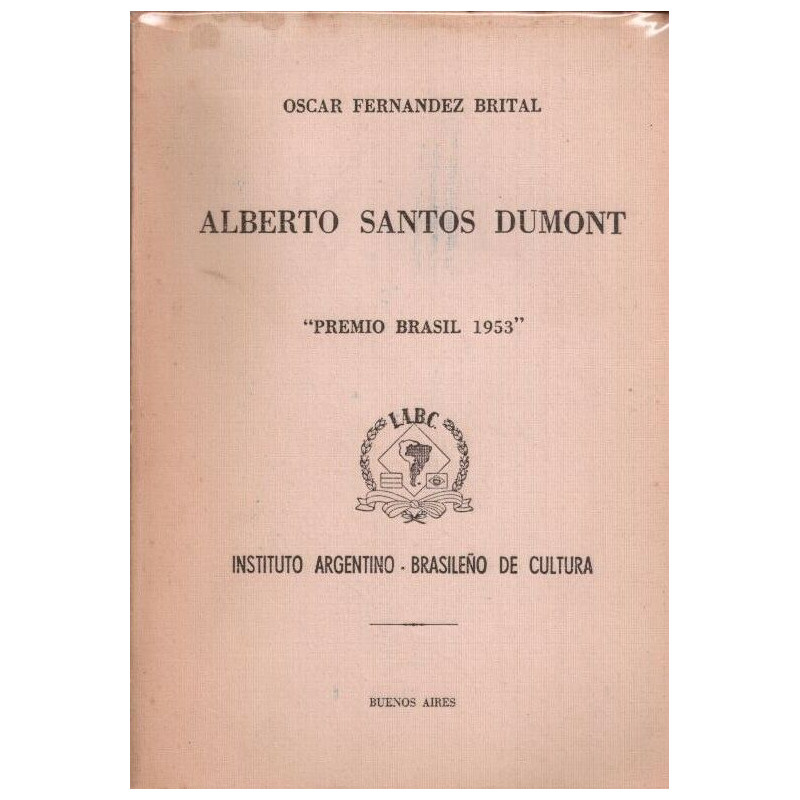 OSCAR FERNANDEZ BRITAL
ALBERTO SANTOS DUMONT
“PREMIO BRASIL 1953”
I.A.B.C.
INSTITUTO ARGENTINO - BRASILEÑO DE CULTURA
BUENOS AIRES